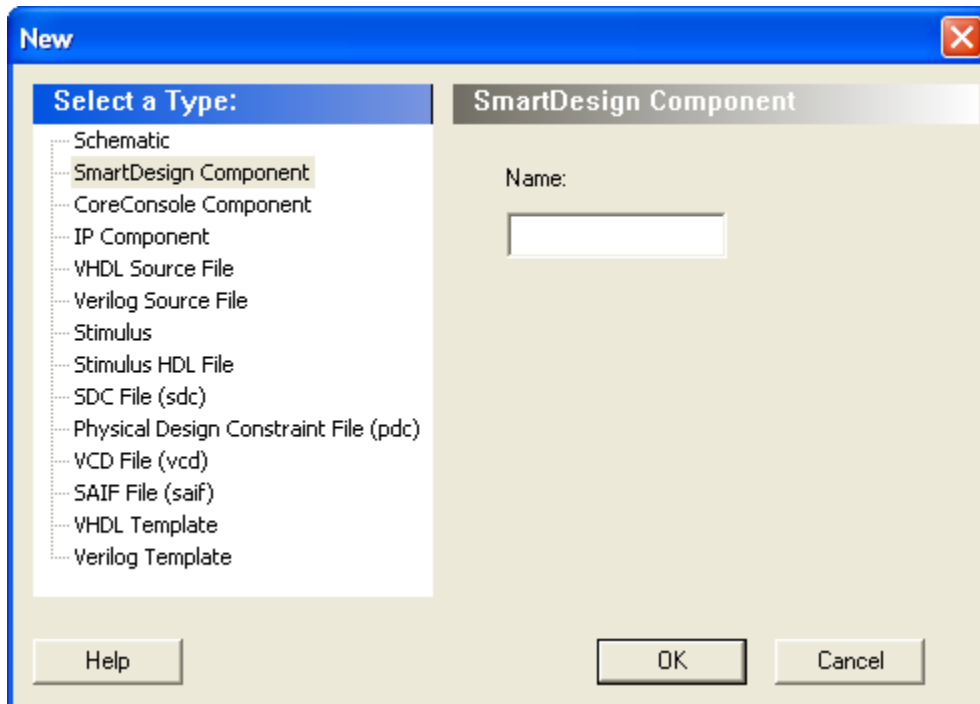 New
Select a Type:
Schematic
SmartDesign Component
CoreConsole Component
IP Component
VHDL Source File
Verilog Source File
Stimulus
Stimulus HDL File
SDC File (sdc)
Physical Design Constraint File (pdc)
VCD File (vcd)
SAIF File (saif)
VHDL Template
Verilog Template
SmartDesign Component
Name:
Help
OK
Cancel